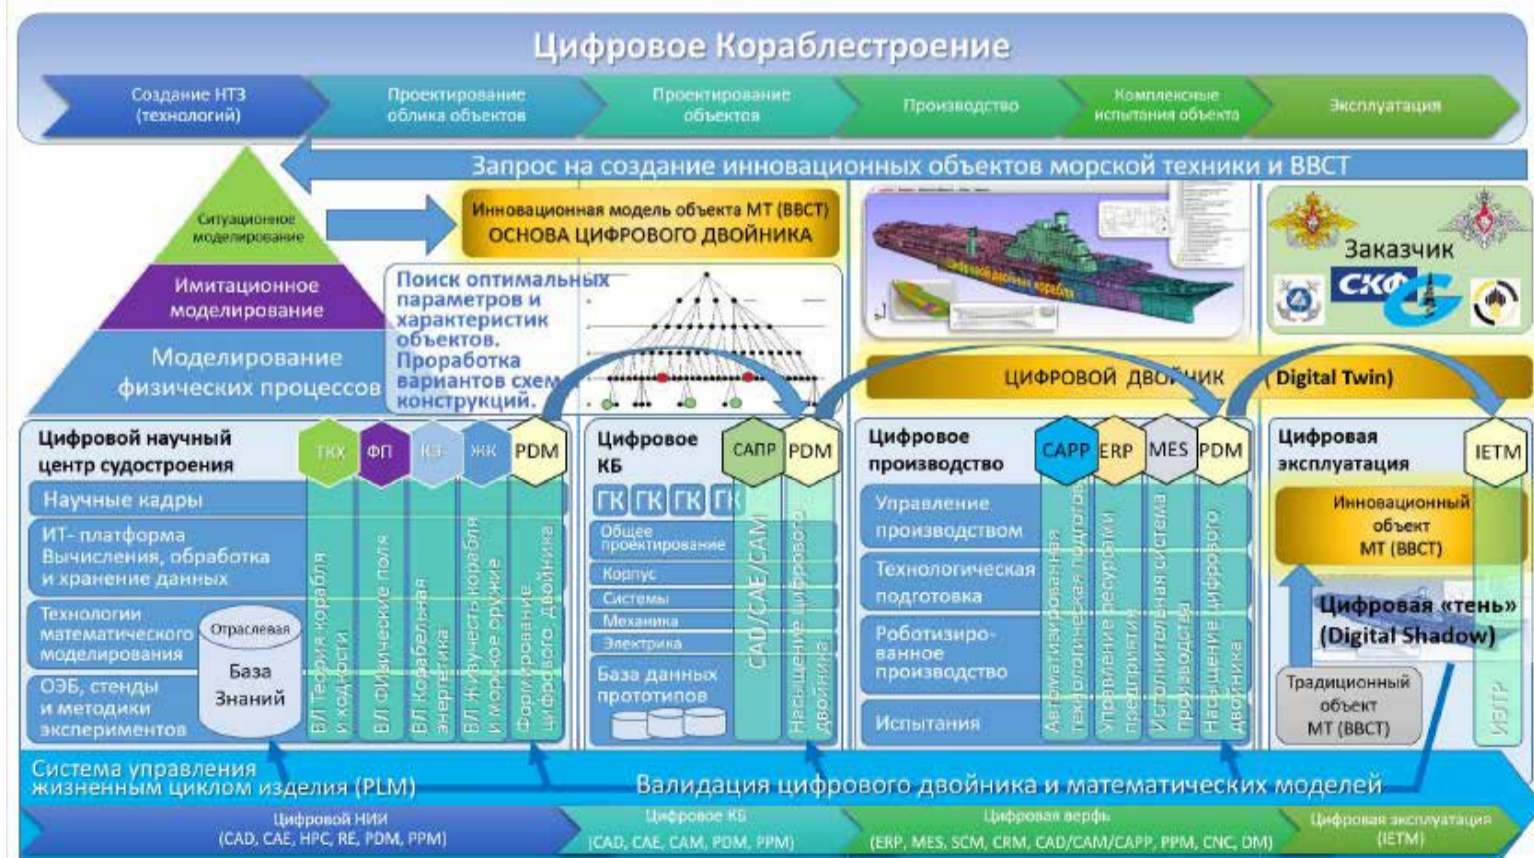 Цифровое Кораблестроение
Создание НТЗ
(технологий)
Проектирование
облика объектов
Проектирование
объектов
Производство
Комплексные
испытания объекта
Эксплуатация
Запрос на создание инновационных объектов морской техники и ВВСТ
Ситуационное
моделирование
Имитационное
моделирование
Моделирование
физических процессов
Инновационная модель объекта МТ (ВВСТ)
ОСНОВА ЦИФРОВОГО ДВОЙНИКА
Поиск оптимальных
параметров и
характеристик
объектов.
Проработка
вариантов схем
конструкций.
Цифровой двойник корабля
Заказчик
СКФ
ЦИФРОВОЙ ДВОЙЧИК (Digital Twin)
Цифровой научный
центр судостроения
ТКХ
ФП
КЭ
ЖК
PDM
Научные кадры
ИТ- платформа
Вычисления, обработка
и хранение данных
Технологии
математического
моделирования
ОЭБ, стенды
и методики
экспериментов
Отраслевая
База
Знаний
ВЛ Теория корабля
и ходкости
ВЛ Физические поля
ВЛ Корабельная
энергетика
ВЛ Живучесть корабля
и морское оружие
Формирование
цифрового двойника
Цифровое
КБ
САПР
PDM
ГК ГК ГК ГК
Общее
проектирование
Корпус
Системы
Механика
Электрика
База данных
прототипов
CAD/CAE/CAM
Насыщение цифрового
двойника
Цифровое
производство
CAPP
ERP
MES
PDM
Управление
производством
Технологическая
подготовка
Роботизиро-
ванное
производство
Испытания
Автоматизированная
технологическая подготов
Управление ресурсами
предприятия
Исполнительная система
производства
Насыщение цифрового
двойника
Цифровая
эксплуатация
IETM
Инновационный
объект
МТ (ВВСТ)
Цифровая «тень»
(Digital Shadow)
Традиционный
объект
МТ (ВВСТ)
ИЭТР
Система управления
жизненным циклом изделия (PLM)
Валидация цифрового двойника и математических моделей
Цифровой НИИ
(CAD, CAE, HPC, RE, PDM, PPM)
Цифровое КБ
(CAD, CAE, CAM, PDM, PPM)
Цифровая верфь
(ERP, MES, SCM, CRM, CAD/CAM/CAPP, PPM, CNC, DM)
Цифровая эксплуатация
(IETM)